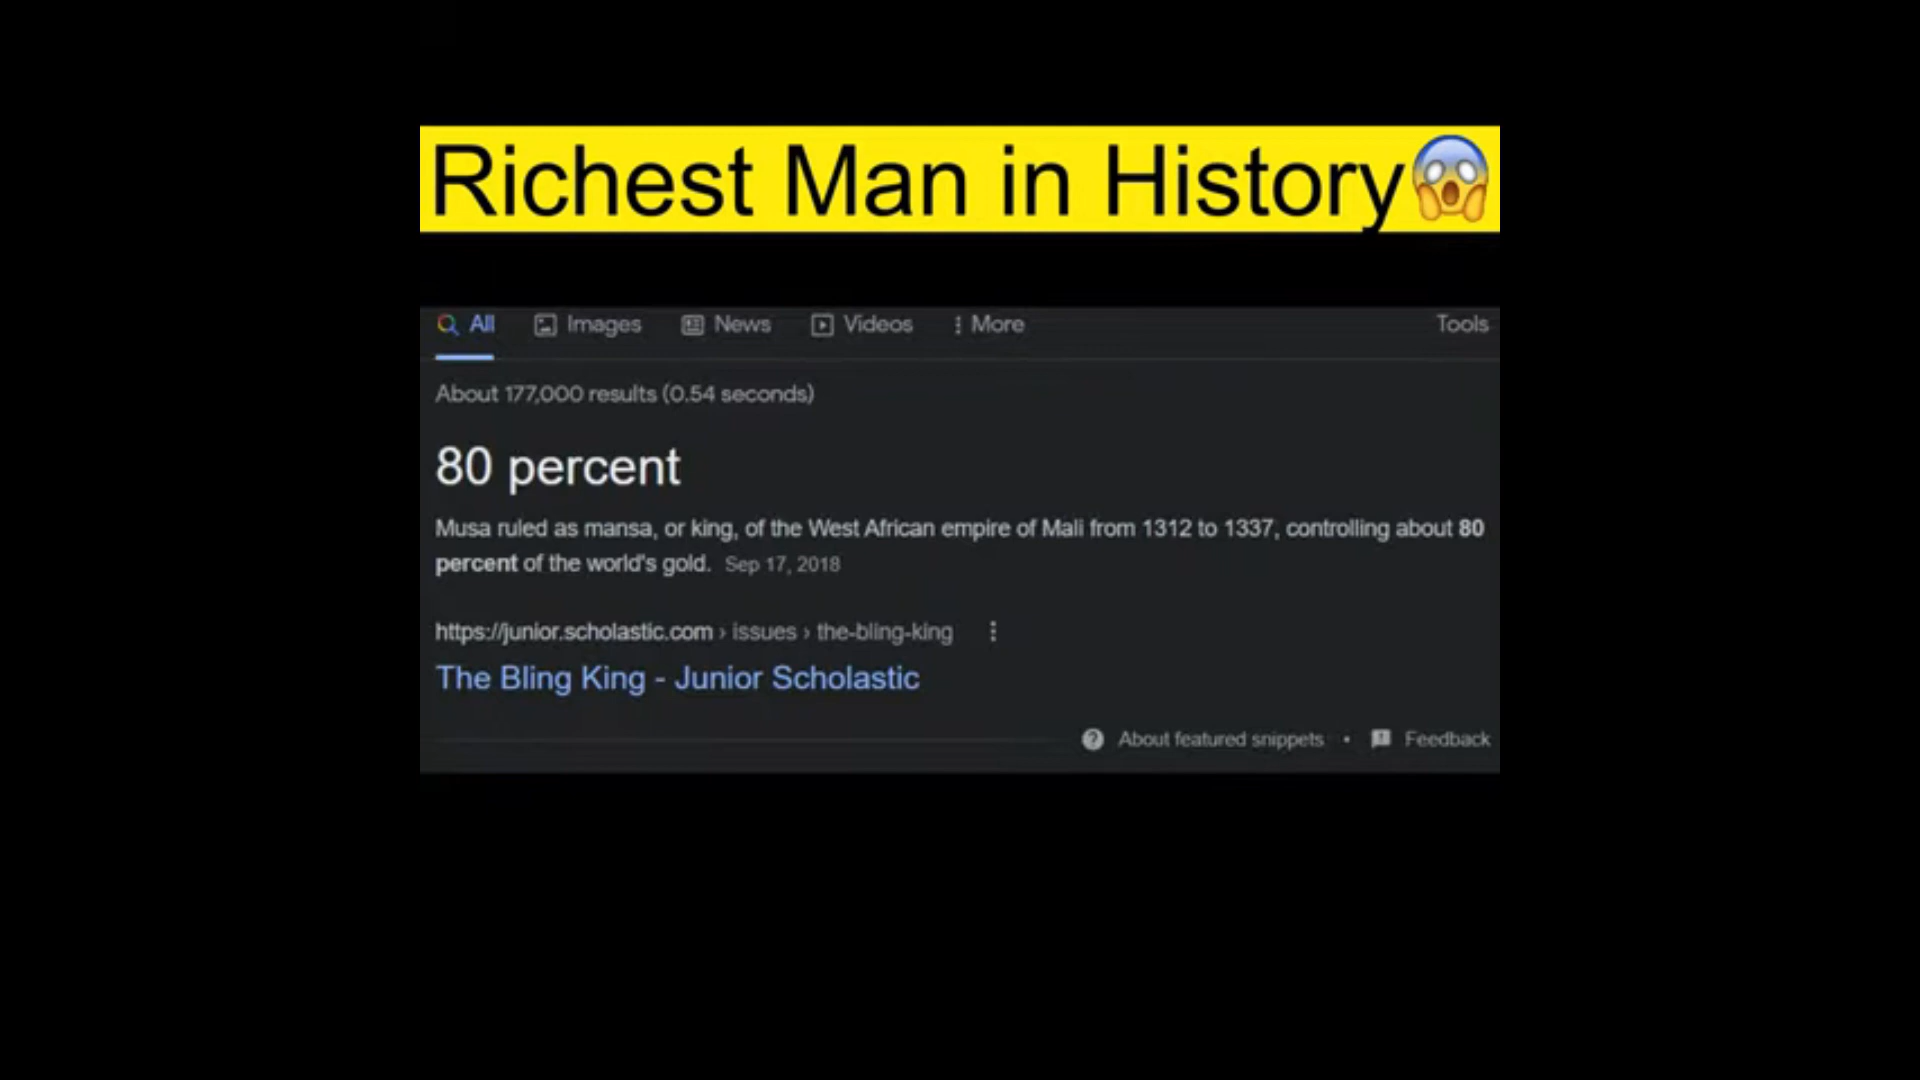 Richest Man in History😱
All Images News Videos More Tools
About 177,000 results (0.54 seconds)
80 percent
Musa ruled as mansa, or king, of the West African empire of Mali from 1312 to 1337, controlling about 80
percent of the world's gold. Sep 17, 2018
https://junior.scholastic.com › issues › the-bling-king
The Bling King - Junior Scholastic
About featured snippets • Feedback